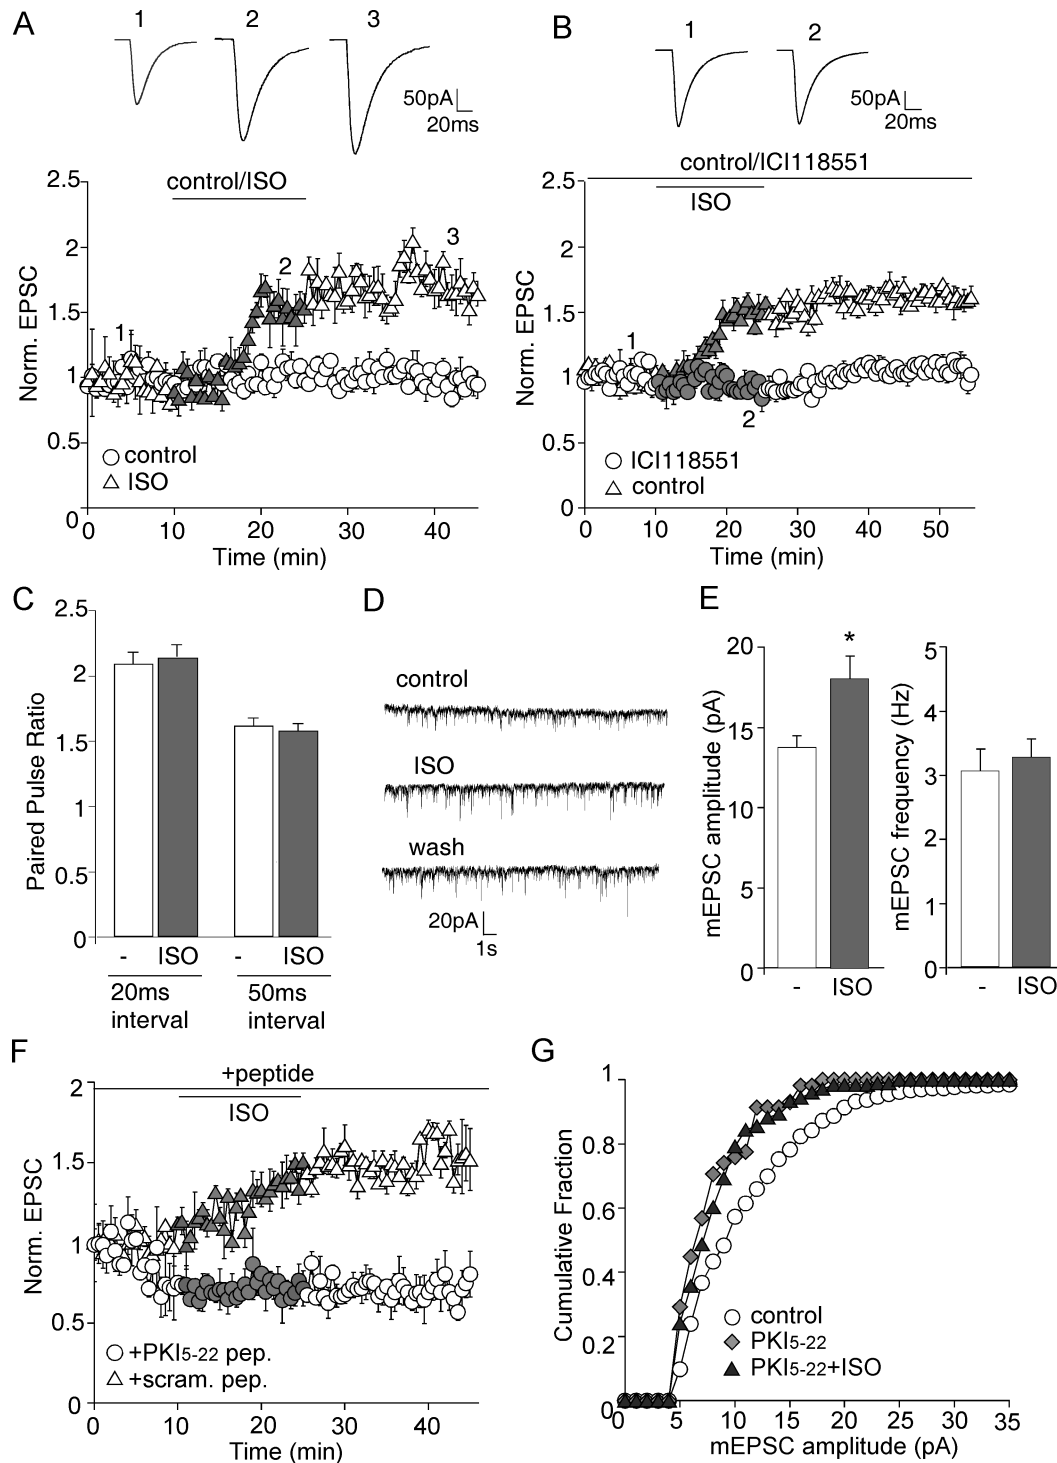 A
1 2 3
50pA
20ms
control/ISO
2.5
2
1.5
1
0.5
0
Norm. EPSC
1
2
3
control
ISO
0 10 20 30 40
Time (min)
B
1 2
50pA
20ms
control/ICI118551
ISO
2.5
2
1.5
1
0.5
0
Norm. EPSC
1
2
ICI118551
control
0 10 20 30 40 50
Time (min)
C
2.5
2
1.5
1
0.5
0
Paired Pulse Ratio
- ISO - ISO
20ms interval
50ms interval
D
control
ISO
wash
20pA
1s
E
20
15
10
5
0
mEPSC amplitude (pA)
*
- ISO
5
4
3
2
1
0
mEPSC frequency (Hz)
- ISO
F
+peptide
ISO
2
1.5
1
0.5
0
Norm. EPSC
+PKI5-22 pep.
+scram. pep.
0 10 20 30 40
Time (min)
G
1
0.8
0.6
0.4
0.2
0
Cumulative Fraction
control
PKI5-22
PKI5-22+ISO
0 5 10 15 20 25 30 35
mEPSC amplitude (pA)